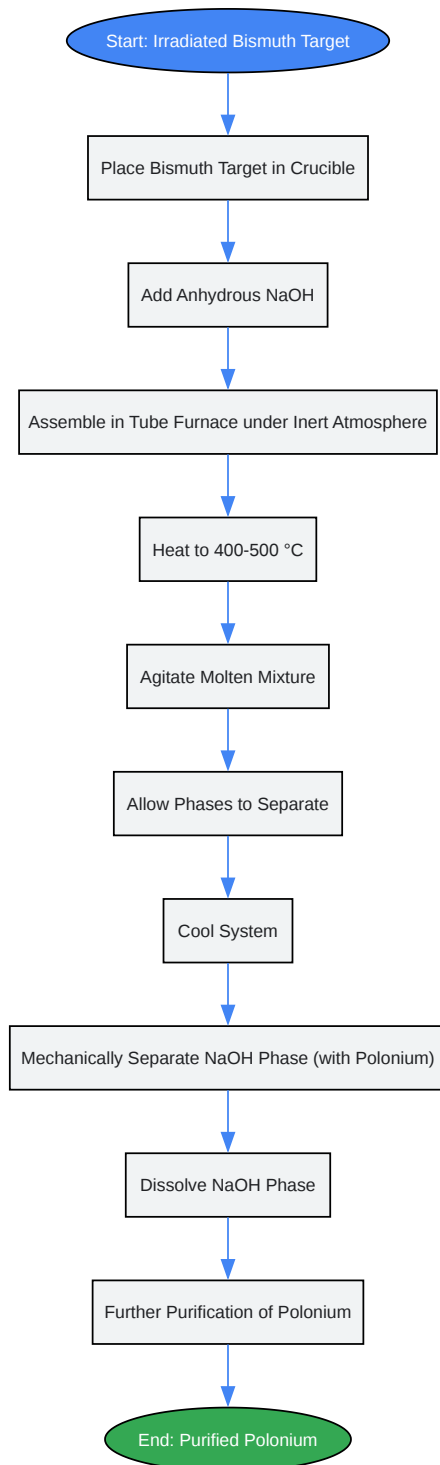 Start: Irradiated Bismuth Target
Place Bismuth Target in Crucible
Add Anhydrous NaOH
Assemble in Tube Furnace under Inert Atmosphere
Heat to 400-500 °C
Agitate Molten Mixture
Allow Phases to Separate
Cool System
Mechanically Separate NaOH Phase (with Polonium)
Dissolve NaOH Phase
Further Purification of Polonium
End: Purified Polonium